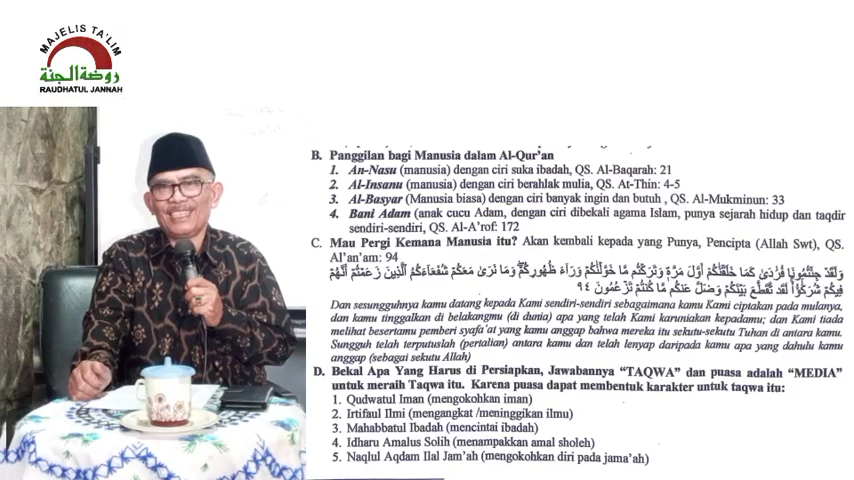 MAJELIS TA'LIM
روضة الجنة
RAUDHATUL JANNAH
B. Panggilan bagi Manusia dalam Al-Qur'an
1. An-Nasu (manusia) dengan ciri suka ibadah, QS. Al-Baqarah: 21
2. Al-Insanu (manusia) dengan ciri berahlak mulia, QS. At-Thin: 4-5
3. Al-Basyar (Manusia biasa) dengan ciri banyak ingin dan butuh , QS. Al-Mukminun: 33
4. Bani Adam (anak cucu Adam, dengan ciri dibekali agama Islam, punya sejarah hidup dan taqdir
sendiri-sendiri, QS. Al-A'rof: 172
C. Mau Pergi Kemana Manusia itu? Akan kembali kepada yang Punya, Pencipta (Allah Swt), QS.
Al'an'am: 94
وَلَقَدْ جِئْتُمُونَا فُرَادَىٰ كَمَا خَلَقْنَٰكُمْ أَوَّلَ مَرَّةٍ وَتَرَكْتُم مَّا خَوَّلْنَٰكُمْ وَرَآءَ ظُهُورِكُمْ ۖ وَمَا نَرَىٰ مَعَكُمْ شُفَعَآءَكُمُ الَّذِينَ زَعَمْتُمْ أَنَّهُمْ
فِيكُمْ شُرَكَٰٓؤُا۟ ۚ لَقَد تَّقَطَّعَ بَيْنَكُمْ وَضَلَّ عَنكُم مَّا كُنتُمْ تَزْعُمُونَ ٩٤
Dan sesungguhnya kamu datang kepada Kami sendiri-sendiri sebagaimana kamu Kami ciptakan pada mulanya,
dan kamu tinggalkan di belakangmu (di dunia) apa yang telah Kami karuniakan kepadamu; dan Kami tiada
melihat besertamu pemberi syafa'at yang kamu anggap bahwa mereka itu sekutu-sekutu Tuhan di antara kamu.
Sungguh telah terputuslah (pertalian) antara kamu dan telah lenyap daripada kamu apa yang dahulu kamu
anggap (sebagai sekutu Allah)
D. Bekal Apa Yang Harus di Persiapkan, Jawabannya "TAQWA" dan puasa adalah "MEDIA"
untuk meraih Taqwa itu. Karena puasa dapat membentuk karakter untuk taqwa itu:
1. Qudwatul Iman (mengokohkan iman)
2. Irtifaul Ilmi (mengangkat /meninggikan ilmu)
3. Mahabbatul Ibadah (mencintai ibadah)
4. Idharu Amalus Solih (menampakkan amal sholeh)
5. Naqlul Aqdam Ilal Jam'ah (mengokohkan diri pada jama'ah)